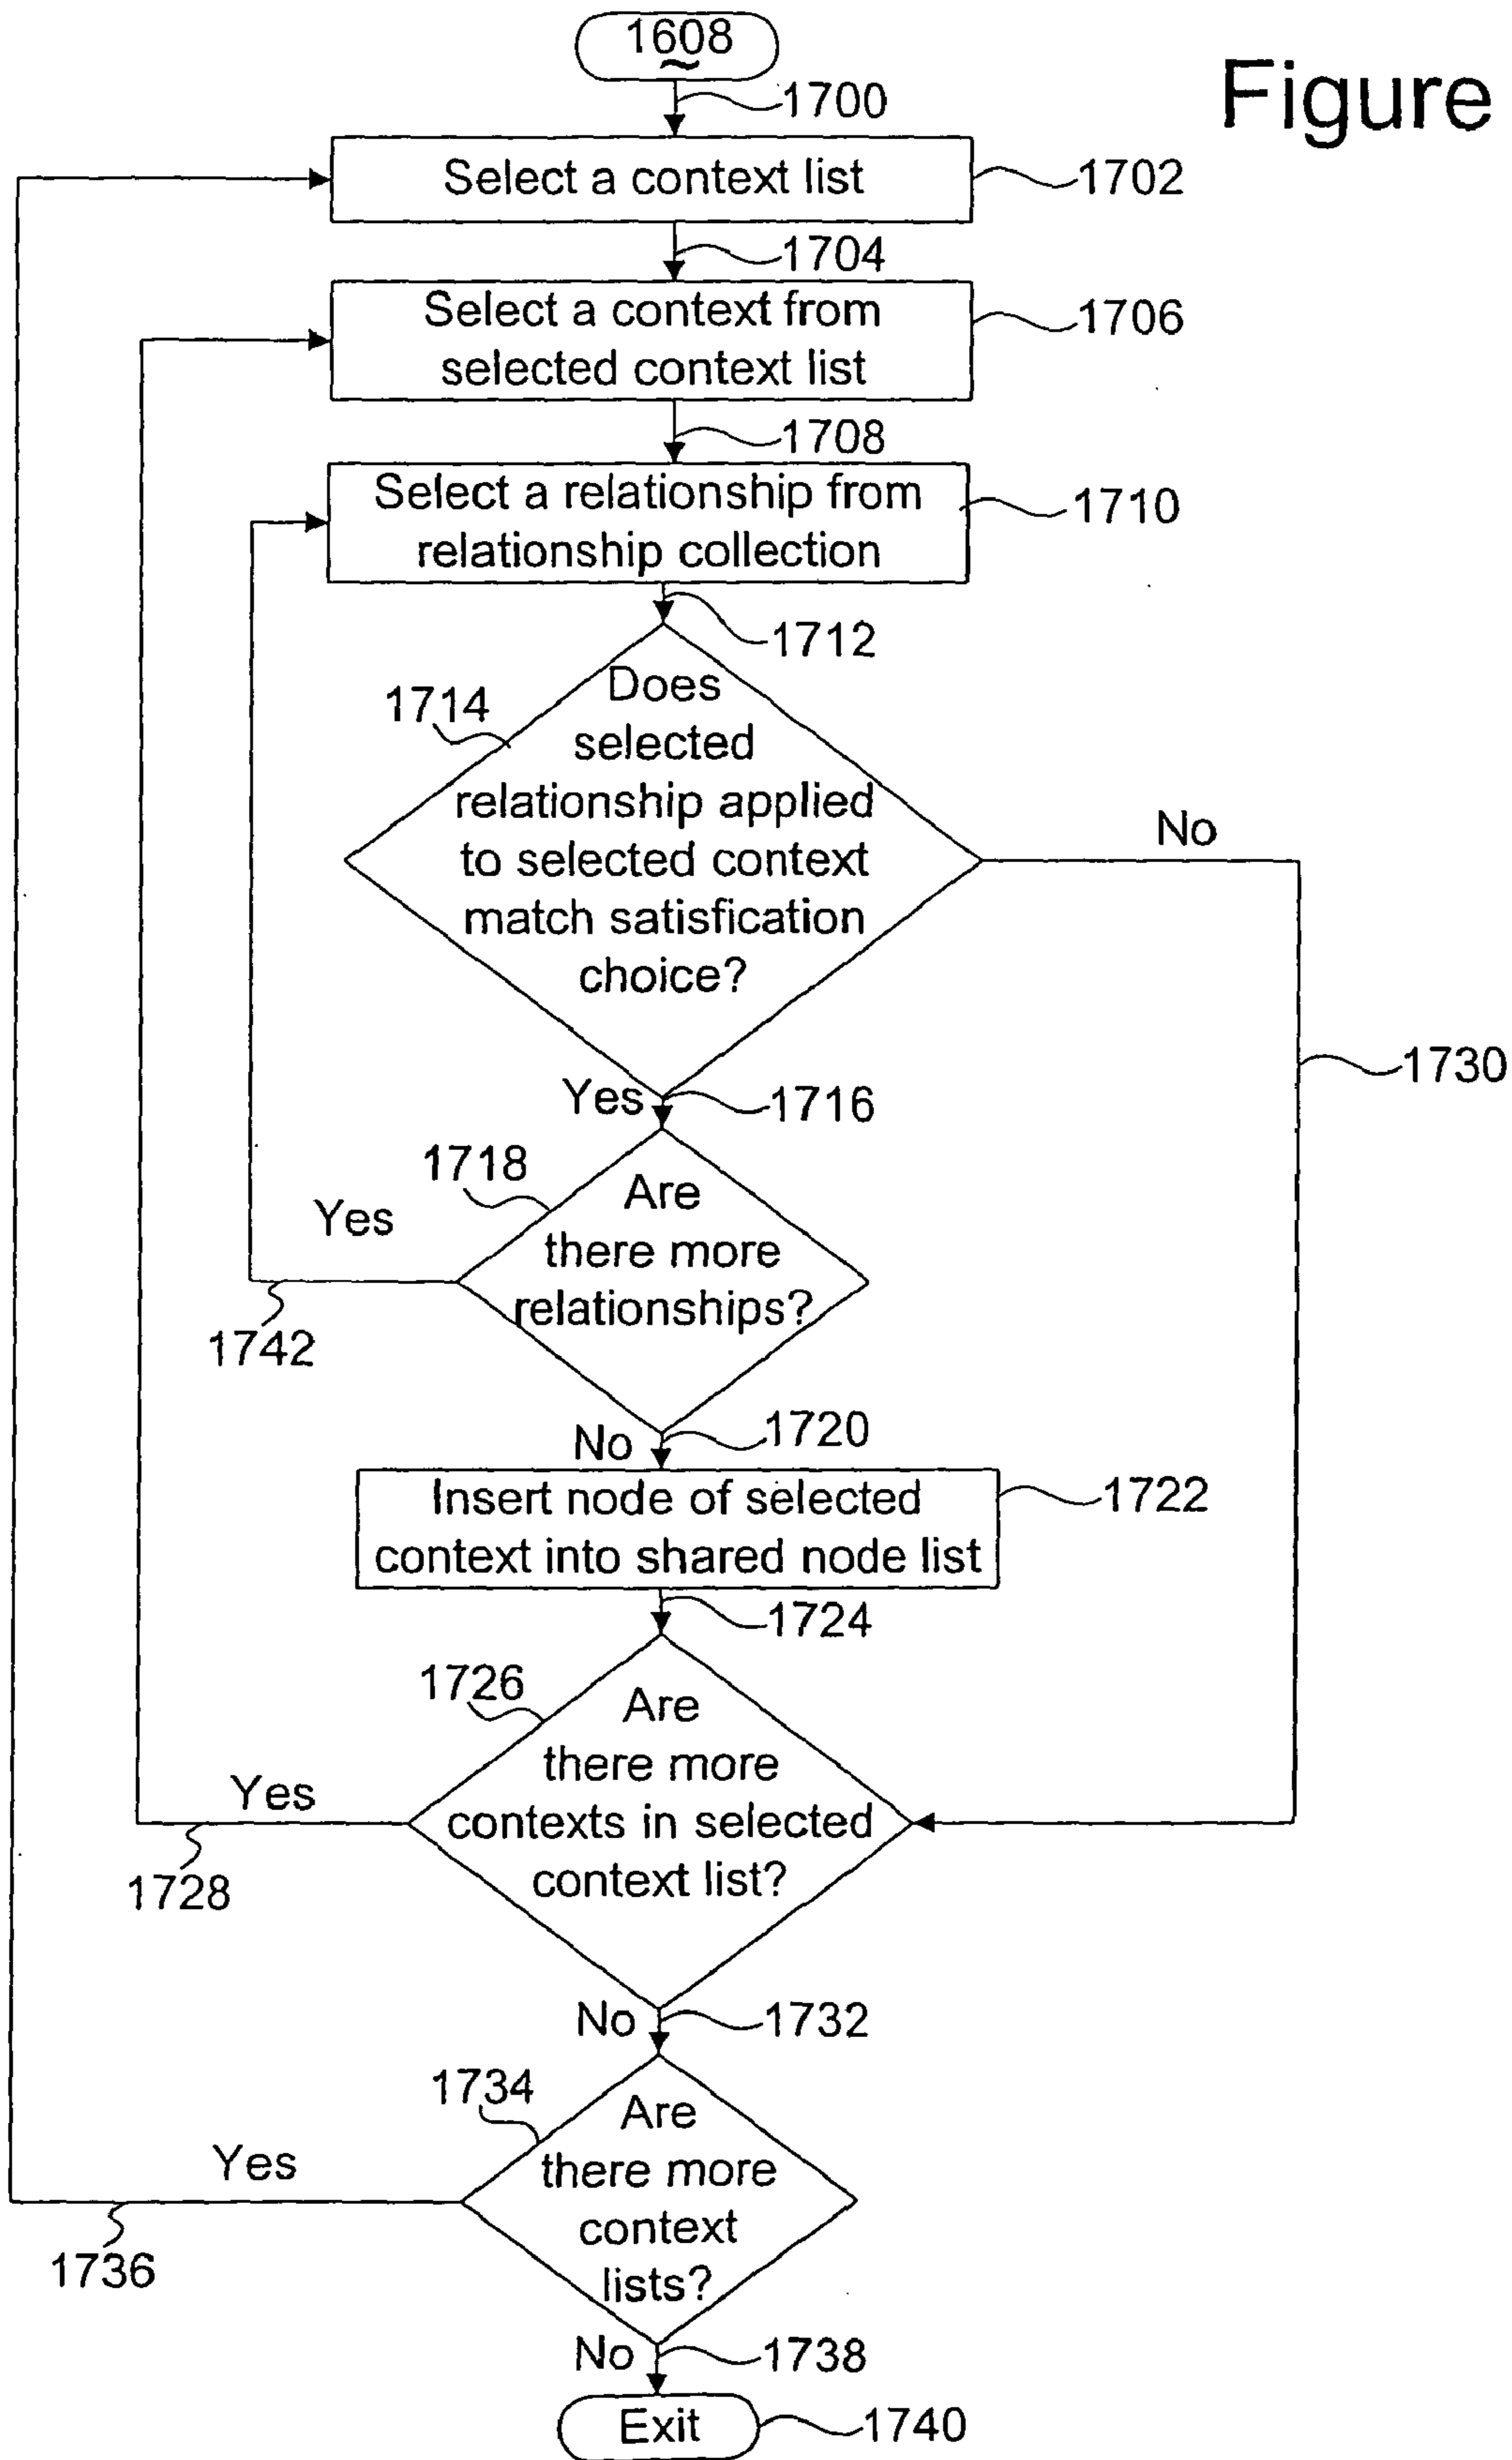 1608
Figure
1700
Select a context list
1702
1704
Select a context from
selected context list
1706
1708
Select a relationship from
relationship collection
1710
1712
1714
Does
selected
relationship applied
to selected context
match satisfication
choice?
No
1730
Yes
1716
1718
Are
there more
relationships?
Yes
1742
No
1720
Insert node of selected
context into shared node list
1722
1724
1726
Are
there more
contexts in selected
context list?
Yes
1728
No
1732
1734
Are
there more
context
lists?
Yes
1736
No
1738
Exit
1740